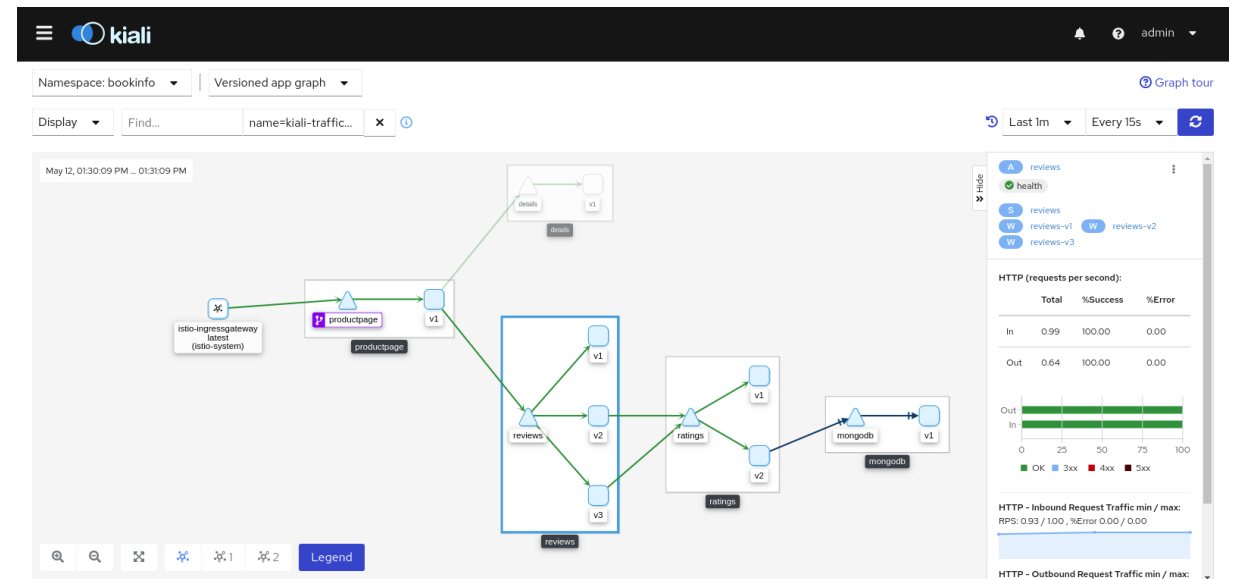 kiali
admin
Namespace: bookinfo
Versioned app graph
Graph tour
Display
Find...
name=kiali-traffic...
Last 1m
Every 15s
May 12, 01:30:09 PM ... 01:31:09 PM
details
v1
details
istio-ingressgateway
latest
(istio-system)
productpage
v1
productpage
reviews
v1
v2
v3
reviews
ratings
v1
v2
ratings
mongodb
v1
mongodb
1
2
Legend
Hide
A reviews
health
S reviews
W reviews-v1 W reviews-v2
W reviews-v3
HTTP (requests per second):
Total %Success %Error
In 0.99 100.00 0.00
Out 0.64 100.00 0.00
Out
In
0 25 50 75 100
OK 3xx 4xx 5xx
HTTP - Inbound Request Traffic min / max:
RPS: 0.93 / 1.00 , %Error 0.00 / 0.00
HTTP - Outbound Request Traffic min / max: